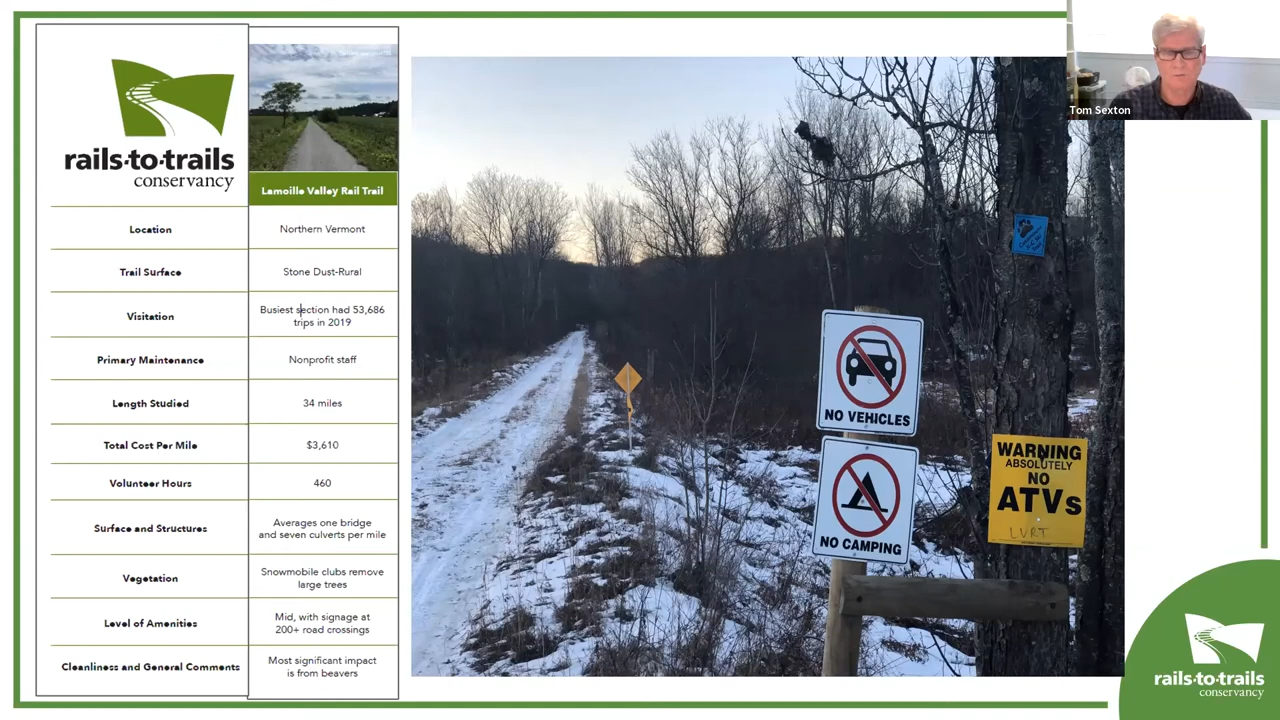 rails·to·trails
conservancy
Lamoille Valley Rail Trail
Location
Northern Vermont
Trail Surface
Stone Dust-Rural
Visitation
Busiest section had 53,686
trips in 2019
Primary Maintenance
Nonprofit staff
Length Studied
34 miles
Total Cost Per Mile
$3,610
Volunteer Hours
460
Surface and Structures
Averages one bridge
and seven culverts per mile
Vegetation
Snowmobile clubs remove
large trees
Level of Amenities
Mid, with signage at
200+ road crossings
Cleanliness and General Comments
Most significant impact
is from beavers
NO VEHICLES
NO CAMPING
WARNING
ABSOLUTELY
NO
ATVs
LVRT
Tom Sexton
rails·to·trails
conservancy